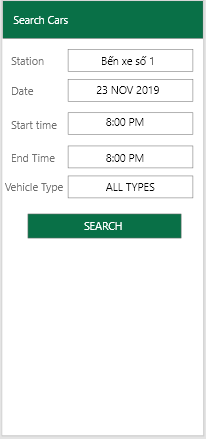 Search Cars
Station Bến xe số 1
Date 23 NOV 2019
Start time 8:00 PM
End Time 8:00 PM
Vehicle Type ALL TYPES
SEARCH